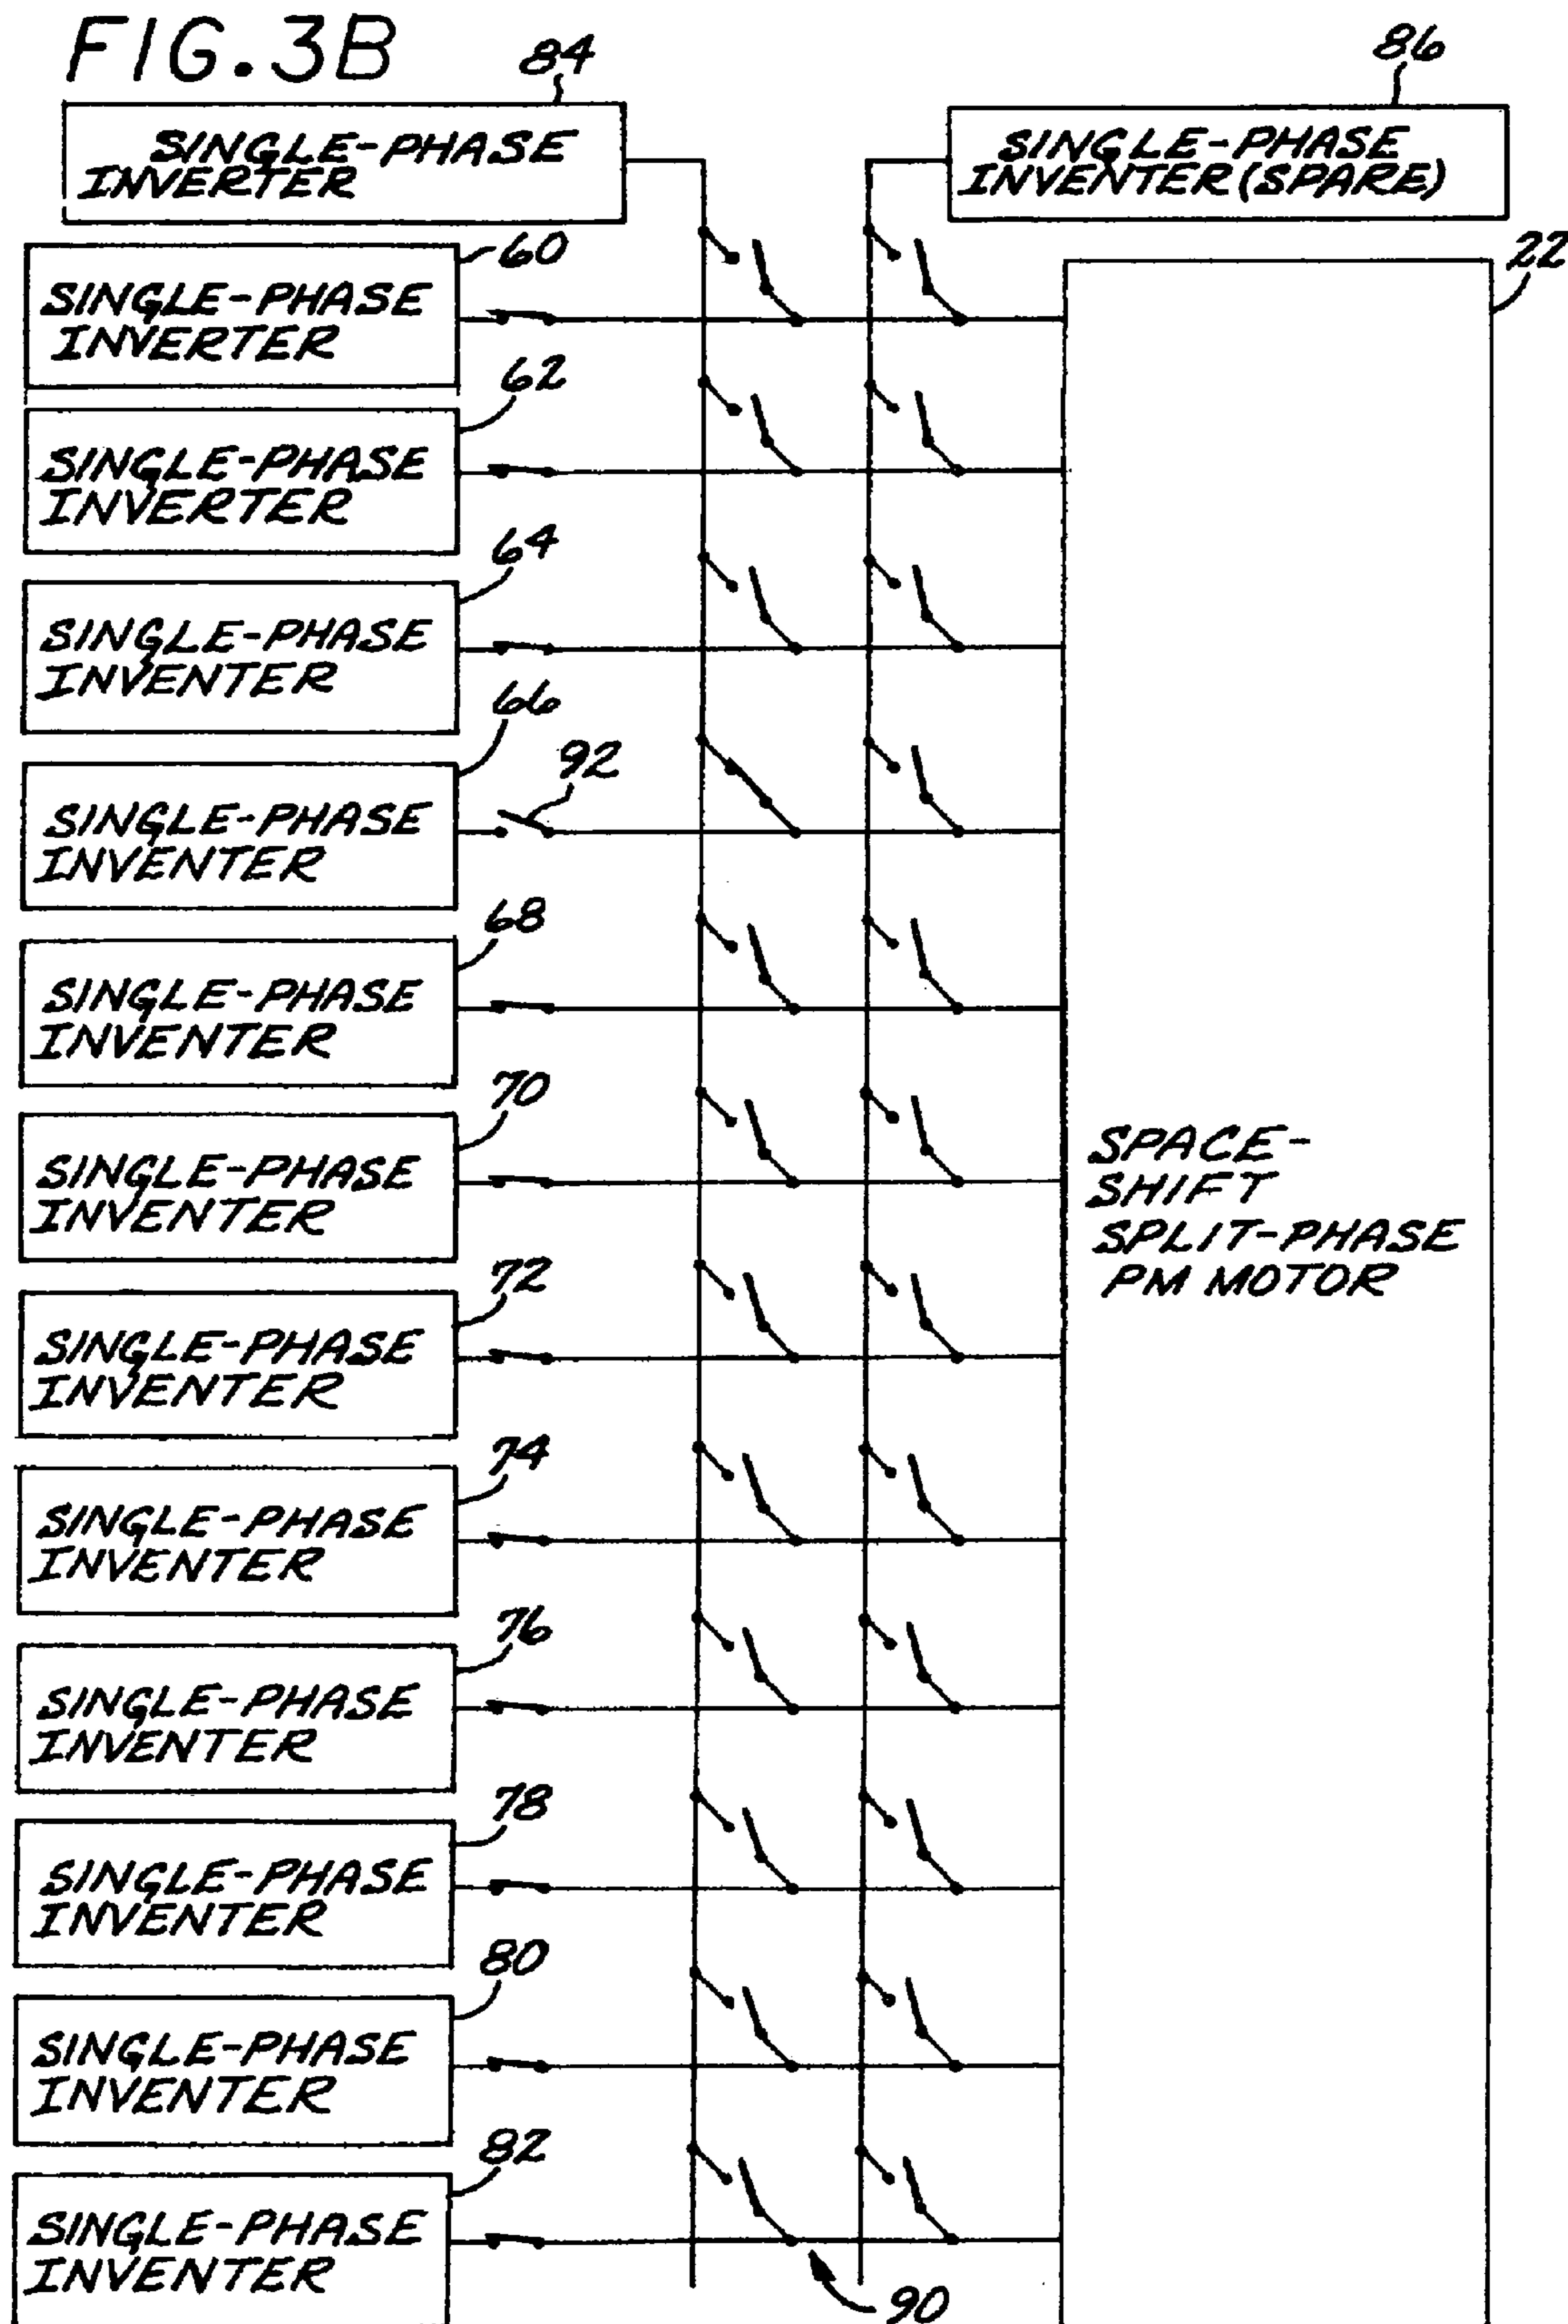 FIG. 3B
84
86
SINGLE-PHASE
INVERTER
SINGLE-PHASE
INVENTER (SPARE)
22
60
SINGLE-PHASE
INVERTER
62
SINGLE-PHASE
INVERTER
64
SINGLE-PHASE
INVENTER
66
92
SINGLE-PHASE
INVENTER
68
SINGLE-PHASE
INVENTER
70
SINGLE-PHASE
INVENTER
SPACE-
SHIFT
SPLIT-PHASE
PM MOTOR
72
SINGLE-PHASE
INVENTER
74
SINGLE-PHASE
INVENTER
76
SINGLE-PHASE
INVENTER
78
SINGLE-PHASE
INVENTER
80
SINGLE-PHASE
INVENTER
82
SINGLE-PHASE
INVENTER
90